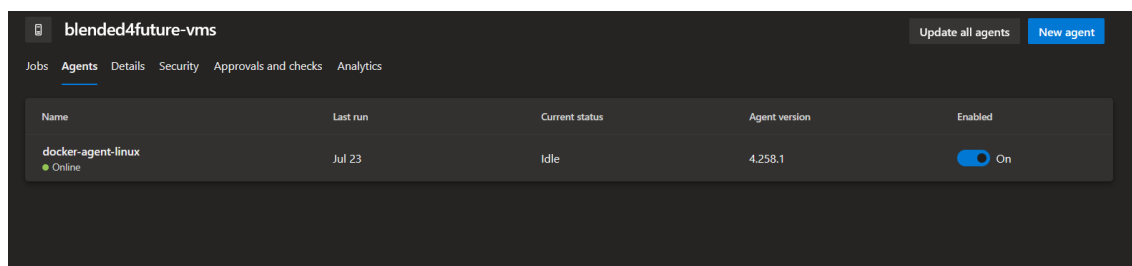 blended4future-vms
Update all agents New agent
Jobs Agents Details Security Approvals and checks Analytics
Name Last run Current status Agent version Enabled
docker-agent-linux
Online
Jul 23 Idle 4.258.1 On